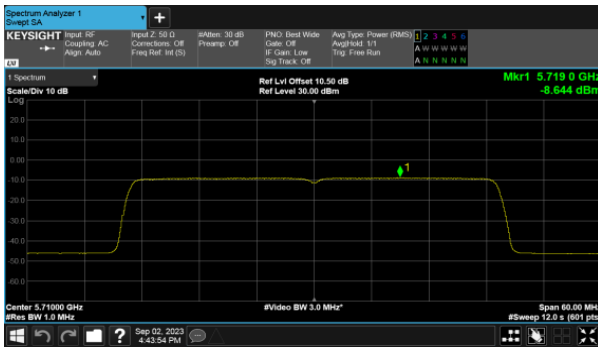 Spectrum Analyzer 1
Swept SA
+
KEYSIGHT
Input: RF
Coupling: AC
Align: Auto
Input Z: 50 Ω
Corrections: Off
Freq Ref: Int (S)
#Atten: 30 dB
Preamp: Off
PNO: Best Wide
Gate: Off
IF Gain: Low
Sig Track: Off
Avg Type: Power (RMS)
Avg|Hold: 1/1
Trig: Free Run
1 2 3 4 5 6
A W W W W W
A N N N N N
LXI
1 Spectrum
Scale/Div 10 dB
Log
Ref Lvl Offset 10.50 dB
Ref Level 30.00 dBm
Mkr1 5.719 0 GHz
-8.644 dBm
20.0
10.0
0.00
-10.0
-20.0
-30.0
-40.0
-50.0
-60.0
1
Center 5.71000 GHz
#Res BW 1.0 MHz
#Video BW 3.0 MHz*
Span 60.00 MHz
#Sweep 12.0 s (601 pts)
?
Sep 02, 2023
4:43:54 PM